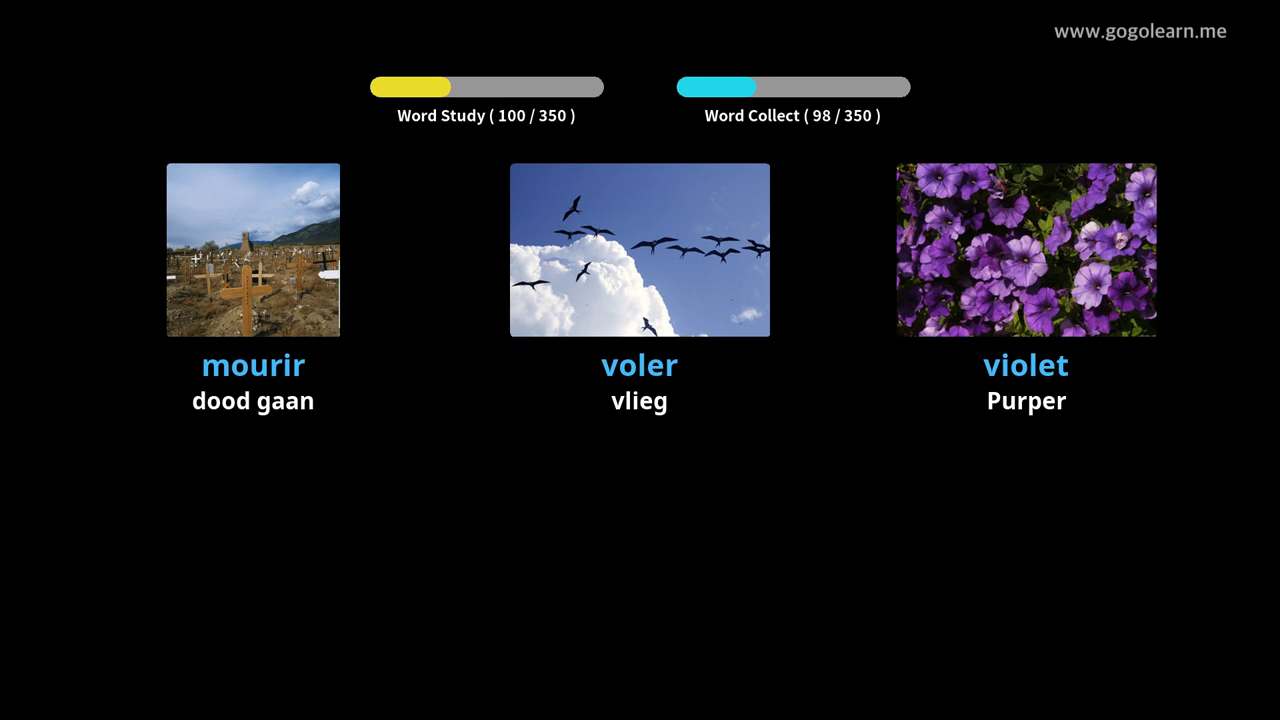 www.gogolearn.me
Word Study ( 100 / 350 )
Word Collect ( 98 / 350 )
mourir
dood gaan
voler
vlieg
violet
Purper